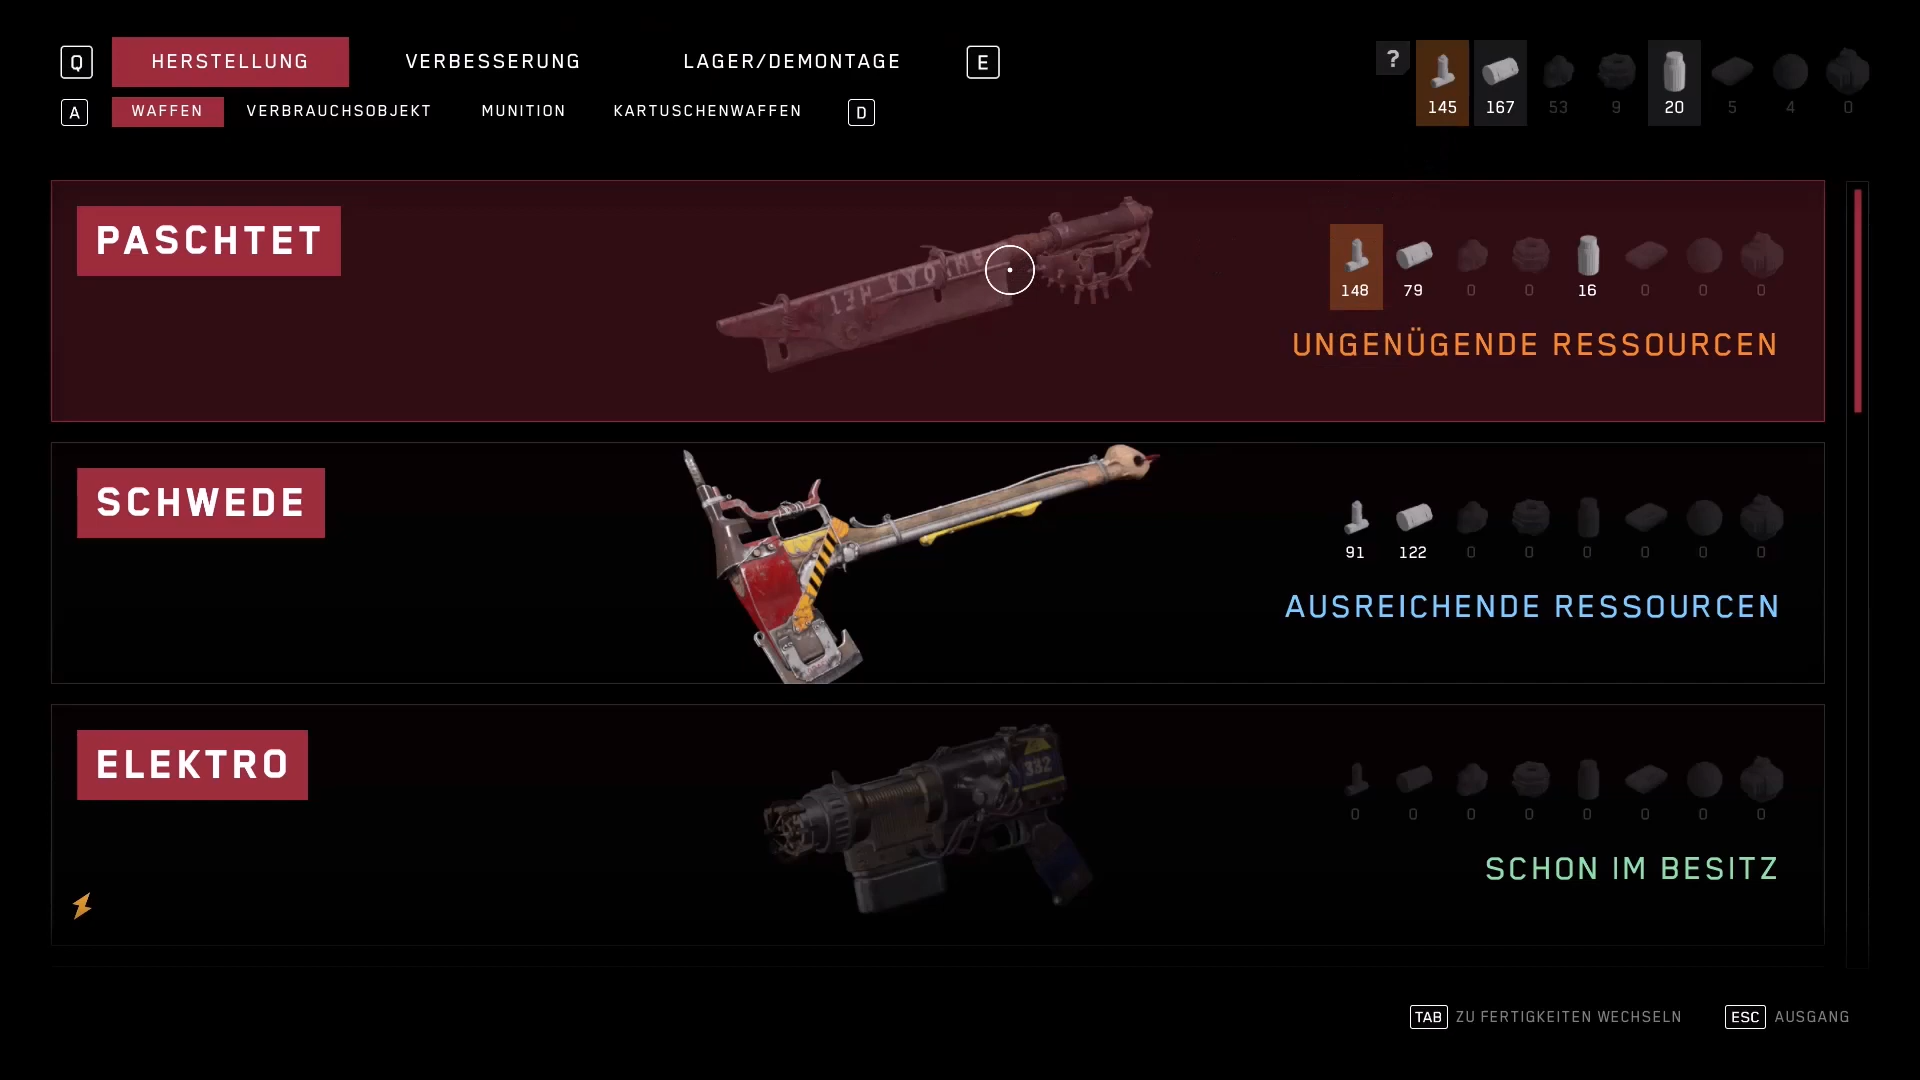 Q HERSTELLUNG VERBESSERUNG LAGER/DEMONTAGE E
A WAFFEN VERBRAUCHSOBJEKT MUNITION KARTUSCHENWAFFEN D
?
145 167 53 9 20 5 4 0
PASCHTET
148 79 0 0 16 0 0 0
UNGENÜGENDE RESSOURCEN
SCHWEDE
91 122 0 0 0 0 0 0
AUSREICHENDE RESSOURCEN
ELEKTRO
332
0 0 0 0 0 0 0 0
SCHON IM BESITZ
TAB ZU FERTIGKEITEN WECHSELN ESC AUSGANG